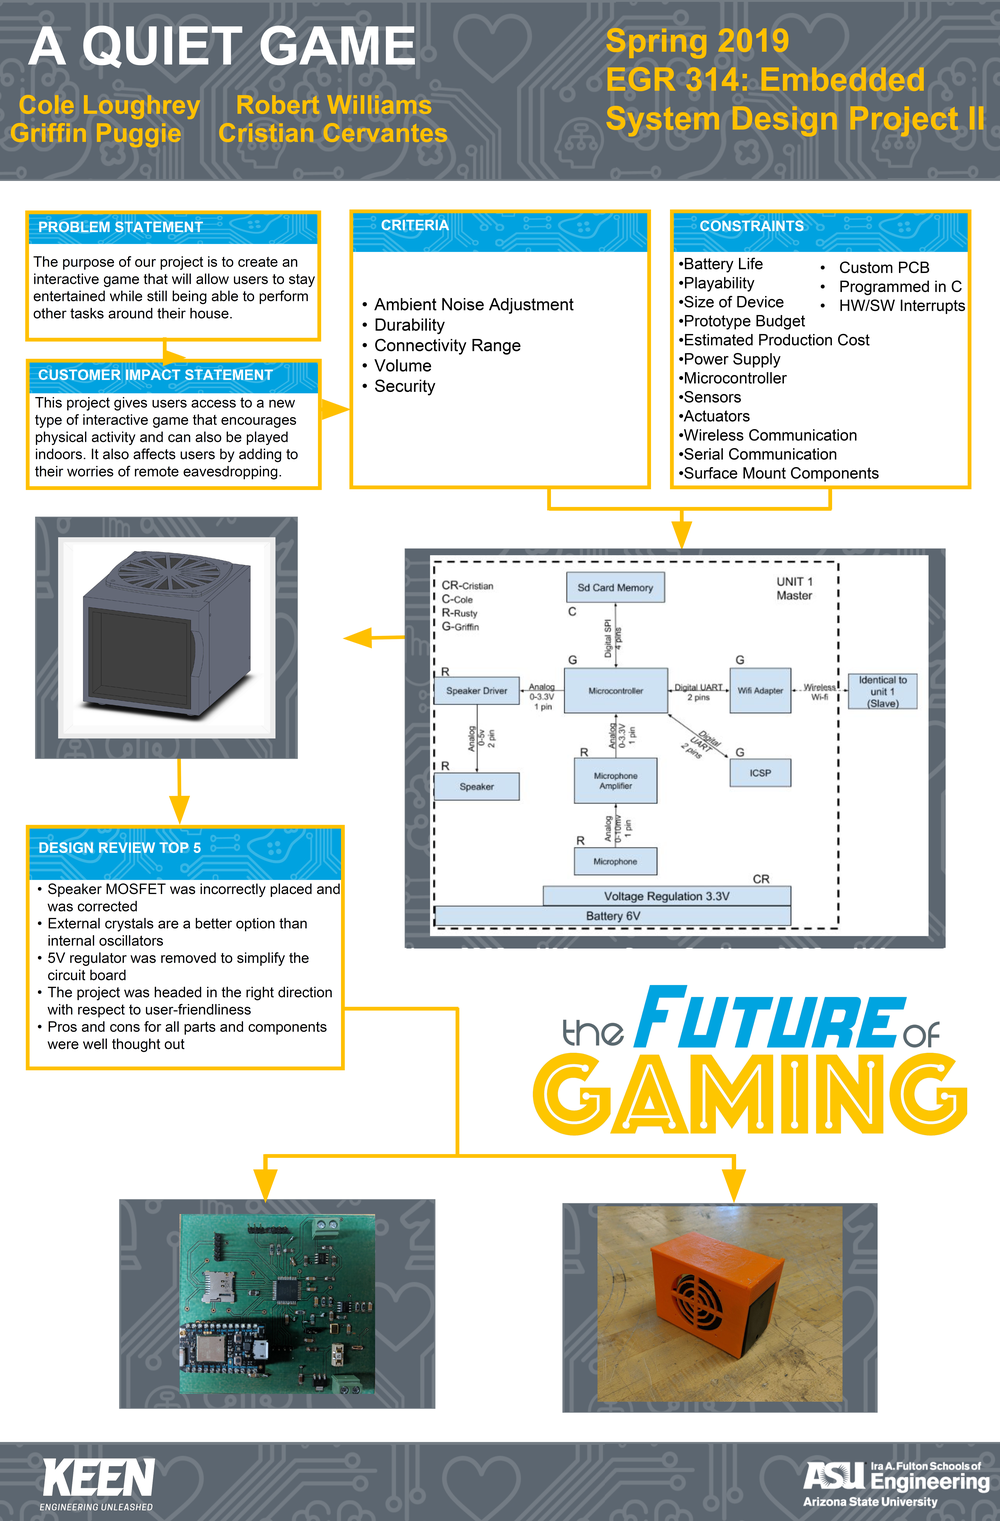 A QUIET GAME
Cole Loughrey Robert Williams
Griffin Puggie Cristian Cervantes
Spring 2019
EGR 314: Embedded
System Design Project II
PROBLEM STATEMENT
The purpose of our project is to create an
interactive game that will allow users to stay
entertained while still being able to perform
other tasks around their house.
CUSTOMER IMPACT STATEMENT
This project gives users access to a new
type of interactive game that encourages
physical activity and can also be played
indoors. It also affects users by adding to
their worries of remote eavesdropping.
CRITERIA
• Ambient Noise Adjustment
• Durability
• Connectivity Range
• Volume
• Security
CONSTRAINTS
•Battery Life
•Playability
•Size of Device
•Prototype Budget
•Estimated Production Cost
•Power Supply
•Microcontroller
•Sensors
•Actuators
•Wireless Communication
•Serial Communication
•Surface Mount Components
• Custom PCB
• Programmed in C
• HW/SW Interrupts
CR-Cristian
C-Cole
R-Rusty
G-Griffin
Sd Card Memory
C
UNIT 1
Master
Digital SPI
4 pins
R
Speaker Driver
Analog
0-3.3V
1 pin
G
Microcontroller
Digital UART
2 pins
G
Wifi Adapter
Wireless
Wi-fi
Identical to
unit 1
(Slave)
Analog
0-5v
2 pin
R
Speaker
Analog
0-3.3V
1 pin
Digital
UART
2 pins
G
ICSP
R
Microphone
Amplifier
Analog
0-10mv
1 pin
R
Microphone
CR
Voltage Regulation 3.3V
Battery 6V
DESIGN REVIEW TOP 5
• Speaker MOSFET was incorrectly placed and
was corrected
• External crystals are a better option than
internal oscillators
• 5V regulator was removed to simplify the
circuit board
• The project was headed in the right direction
with respect to user-friendliness
• Pros and cons for all parts and components
were well thought out
the FUTURE of
GAMING
KEEN
ENGINEERING UNLEASHED
ASU Ira A. Fulton Schools of
Engineering
Arizona State University